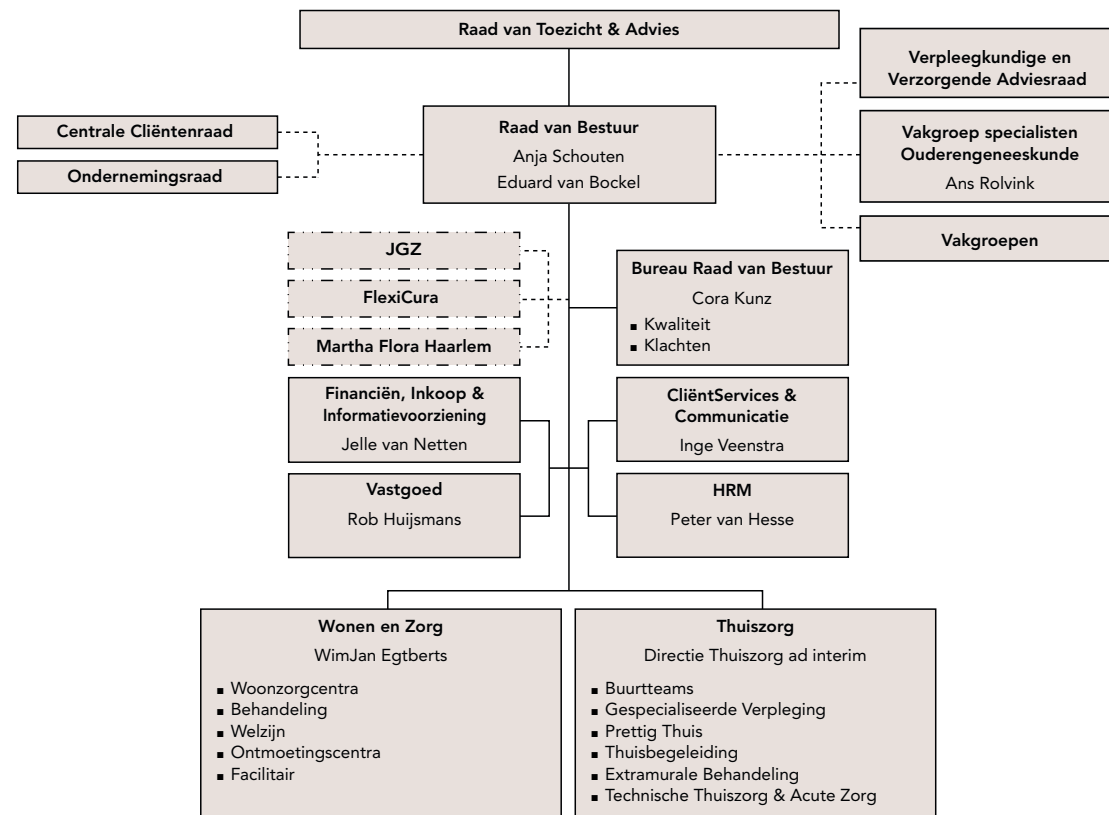 Raad van Toezicht & Advies
Verpleegkundige en
Verzorgende Adviesraad
Centrale Cliëntenraad
Ondernemingsraad
Raad van Bestuur
Anja Schouten
Eduard van Bockel
Vakgroep specialisten
Ouderengeneeskunde
Ans Rolvink
Vakgroepen
JGZ
FlexiCura
Martha Flora Haarlem
Bureau Raad van Bestuur
Cora Kunz
▪ Kwaliteit
▪ Klachten
Financiën, Inkoop &
Informatievoorziening
Jelle van Netten
CliëntServices &
Communicatie
Inge Veenstra
Vastgoed
Rob Huijsmans
HRM
Peter van Hesse
Wonen en Zorg
WimJan Egtberts
▪ Woonzorgcentra
▪ Behandeling
▪ Welzijn
▪ Ontmoetingscentra
▪ Facilitair
Thuiszorg
Directie Thuiszorg ad interim
▪ Buurtteams
▪ Gespecialiseerde Verpleging
▪ Prettig Thuis
▪ Thuisbegeleiding
▪ Extramurale Behandeling
▪ Technische Thuiszorg & Acute Zorg